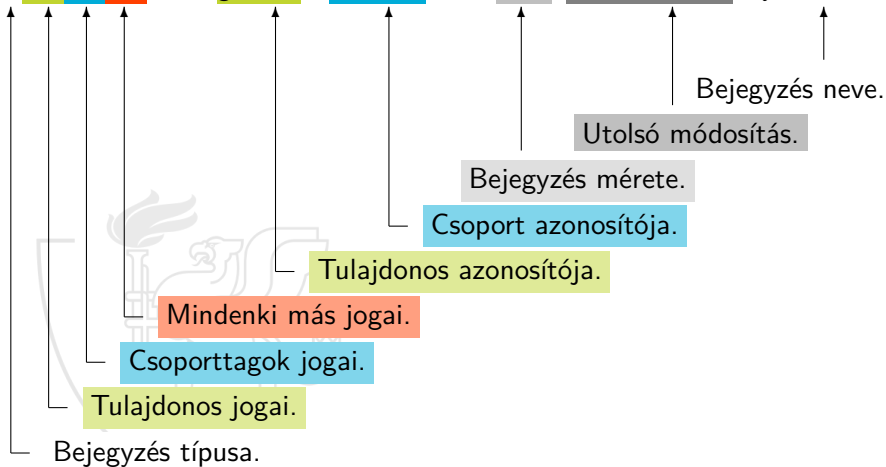 Bejegyzés neve.
Utolsó módosítás.
Bejegyzés mérete.
Csoport azonosítója.
Tulajdonos azonosítója.
Mindenki más jogai.
Csoporttagok jogai.
Tulajdonos jogai.
Bejegyzés típusa.